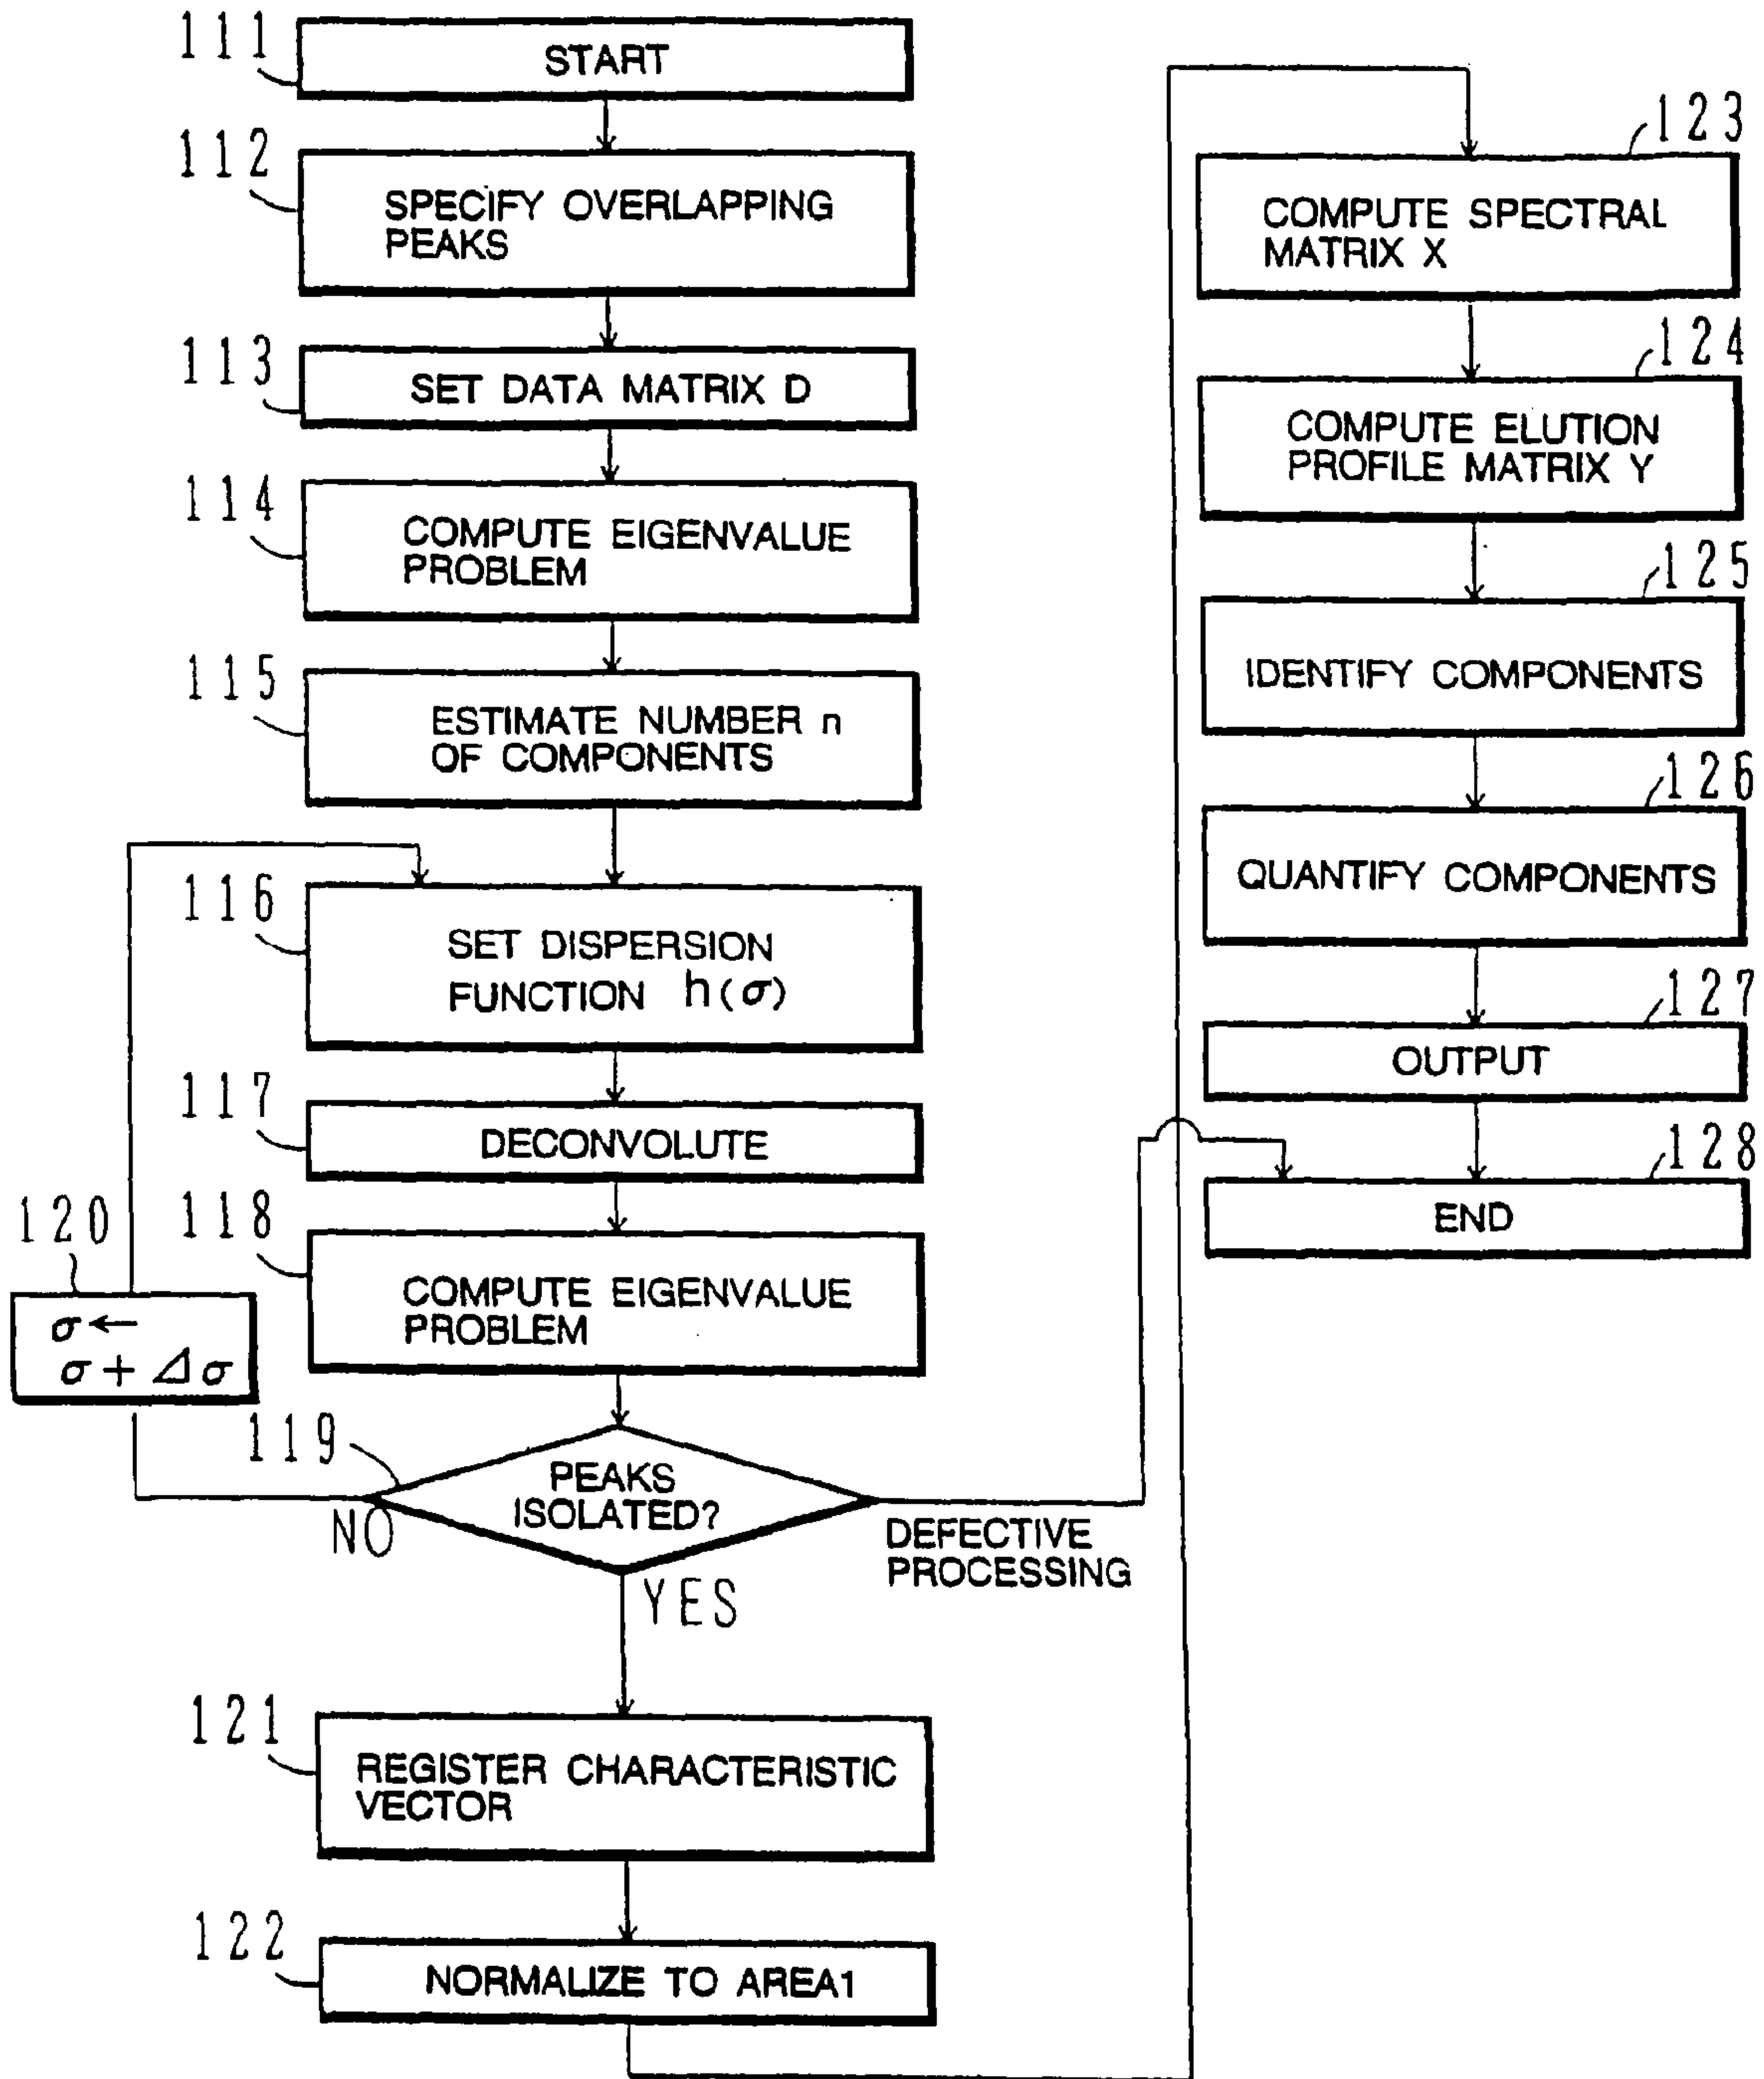 111
START
112
SPECIFY OVERLAPPING
PEAKS
113
SET DATA MATRIX D
114
COMPUTE EIGENVALUE
PROBLEM
115
ESTIMATE NUMBER n
OF COMPONENTS
116
SET DISPERSION
FUNCTION h(σ)
117
DECONVOLUTE
118
COMPUTE EIGENVALUE
PROBLEM
120
σ←
σ+Δσ
119
PEAKS
ISOLATED?
NO
DEFECTIVE
PROCESSING
YES
121
REGISTER CHARACTERISTIC
VECTOR
122
NORMALIZE TO AREA1
123
COMPUTE SPECTRAL
MATRIX X
124
COMPUTE ELUTION
PROFILE MATRIX Y
125
IDENTIFY COMPONENTS
126
QUANTIFY COMPONENTS
127
OUTPUT
128
END